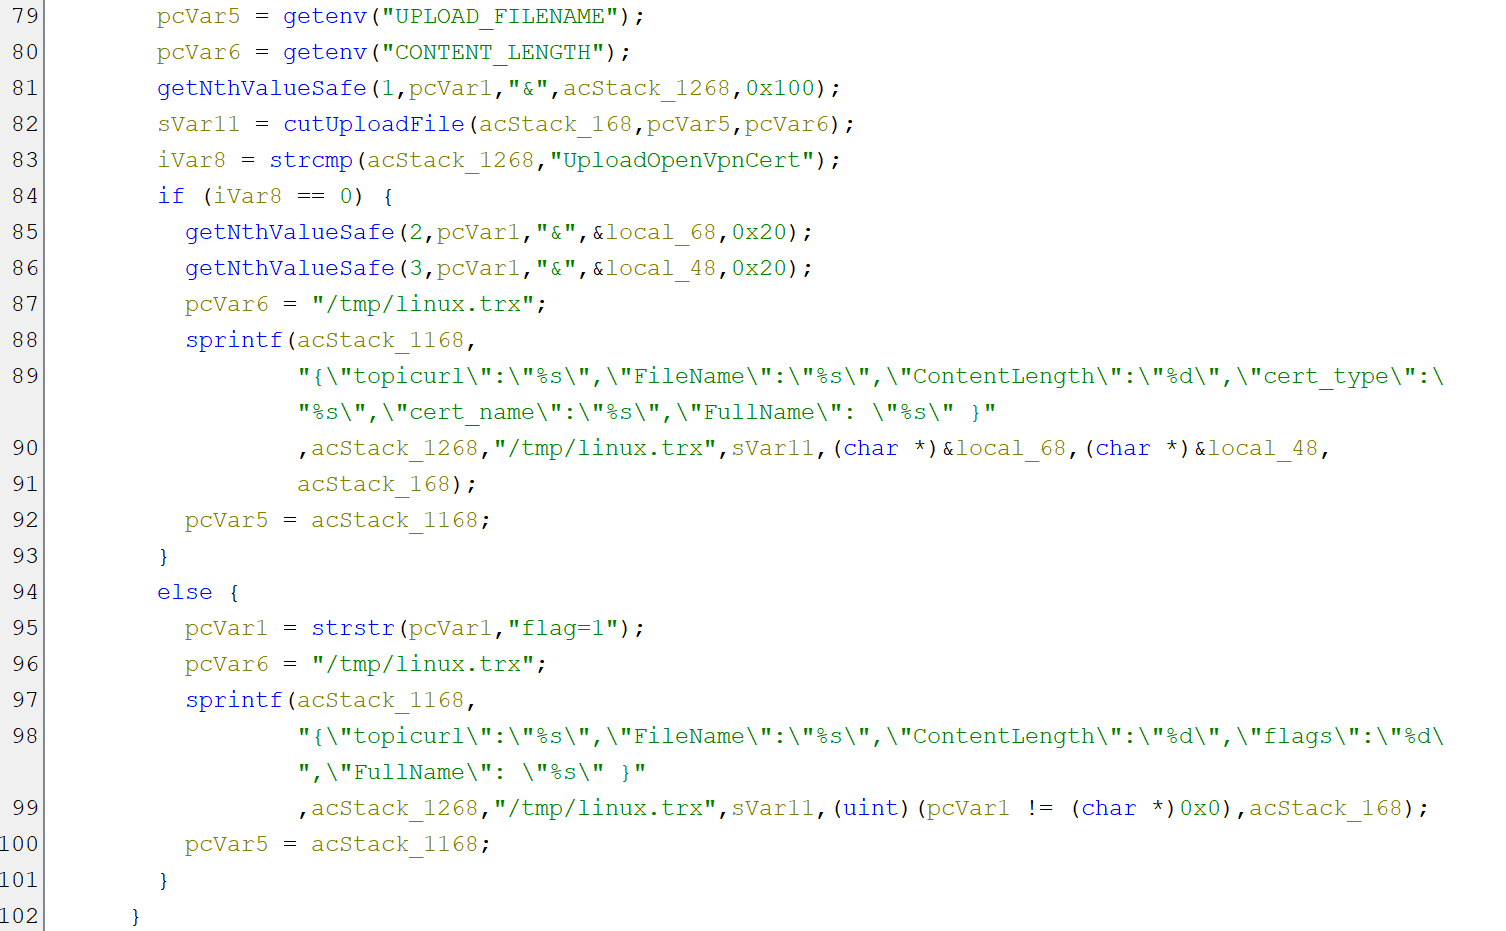 79 pcVar5 = getenv("UPLOAD_FILENAME");
80 pcVar6 = getenv("CONTENT_LENGTH");
81 getNthValueSafe(1,pcVar1,"&",acStack_1268,0x100);
82 sVar11 = cutUploadFile(acStack_168,pcVar5,pcVar6);
83 iVar8 = strcmp(acStack_1268,"UploadOpenVpnCert");
84 if (iVar8 == 0) {
85 getNthValueSafe(2,pcVar1,"&",&local_68,0x20);
86 getNthValueSafe(3,pcVar1,"&",&local_48,0x20);
87 pcVar6 = "/tmp/linux.trx";
88 sprintf(acStack_1168,
89 "{\"topicurl\":\"%s\",\"FileName\":\"%s\",\"ContentLength\":\"%d\",\"cert_type\":\
"%s\",\"cert_name\":\"%s\",\"FullName\": \"%s\" }"
90 ,acStack_1268,"/tmp/linux.trx",sVar11,(char *)&local_68,(char *)&local_48,
91 acStack_168);
92 pcVar5 = acStack_1168;
93 }
94 else {
95 pcVar1 = strstr(pcVar1,"flag=1");
96 pcVar6 = "/tmp/linux.trx";
97 sprintf(acStack_1168,
98 "{\"topicurl\":\"%s\",\"FileName\":\"%s\",\"ContentLength\":\"%d\",\"flags\":\"%d\
",\"FullName\": \"%s\" }"
99 ,acStack_1268,"/tmp/linux.trx",sVar11,(uint)(pcVar1 != (char *)0x0),acStack_168);
100 pcVar5 = acStack_1168;
101 }
102 }